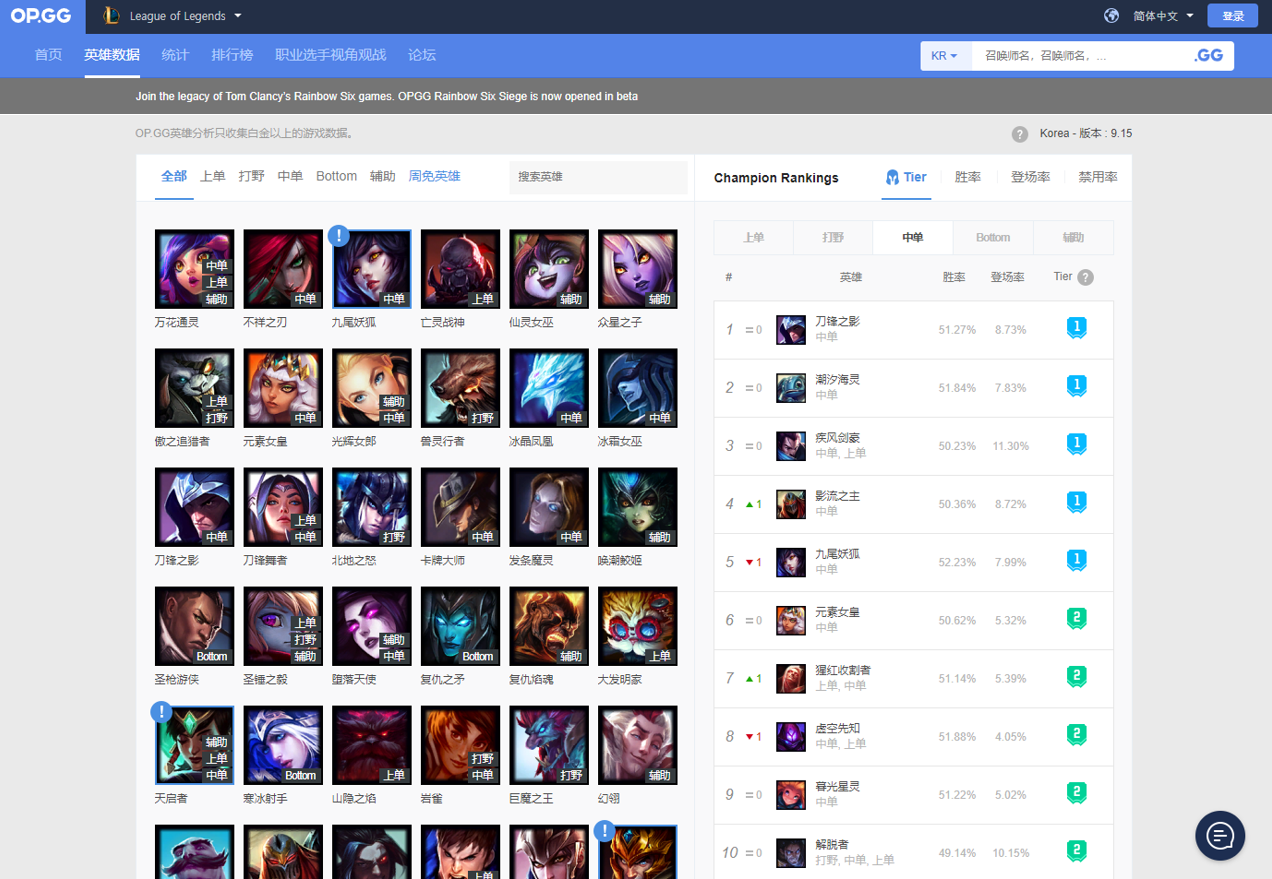 OP.GG
League of Legends
简体中文
登录
首页 英雄数据 统计 排行榜 职业选手视角观战 论坛
KR 召唤师名，召唤师名，... .GG
Join the legacy of Tom Clancy's Rainbow Six games. OPGG Rainbow Six Siege is now opened in beta
OP.GG英雄分析只收集白金以上的游戏数据。
? Korea - 版本 : 9.15
全部 上单 打野 中单 Bottom 辅助 周免英雄 搜索英雄
中单
上单
辅助
万花通灵
中单
不祥之刃
!
中单
九尾妖狐
上单
亡灵战神
辅助
仙灵女巫
辅助
众星之子
上单
打野
傲之追猎者
中单
元素女皇
辅助
中单
光辉女郎
打野
兽灵行者
中单
冰晶凤凰
中单
冰霜女巫
中单
刀锋之影
上单
中单
刀锋舞者
打野
北地之怒
中单
卡牌大师
中单
发条魔灵
辅助
唤潮鲛姬
Bottom
圣枪游侠
上单
打野
辅助
圣锤之毅
辅助
中单
堕落天使
Bottom
复仇之矛
辅助
复仇焰魂
上单
大发明家
!
辅助
上单
中单
天启者
Bottom
寒冰射手
上单
山隐之焰
打野
中单
岩雀
打野
巨魔之王
辅助
幻翎
上单
!
Champion Rankings
Tier 胜率 登场率 禁用率
上单 打野 中单 Bottom 辅助
# 英雄 胜率 登场率 Tier ?
1 =0 刀锋之影 51.27% 8.73% 1
中单
2 =0 潮汐海灵 51.84% 7.83% 1
中单
3 =0 疾风剑豪 50.23% 11.30% 1
中单, 上单
4 ▲1 影流之主 50.36% 8.72% 1
中单
5 ▼1 九尾妖狐 52.23% 7.99% 1
中单
6 =0 元素女皇 50.62% 5.32% 2
中单
7 ▲1 猩红收割者 51.14% 5.39% 2
上单, 中单
8 ▼1 虚空先知 51.88% 4.05% 2
中单, 上单
9 =0 暮光星灵 51.22% 5.02% 2
中单
10 =0 解脱者 49.14% 10.15% 2
打野, 中单, 上单